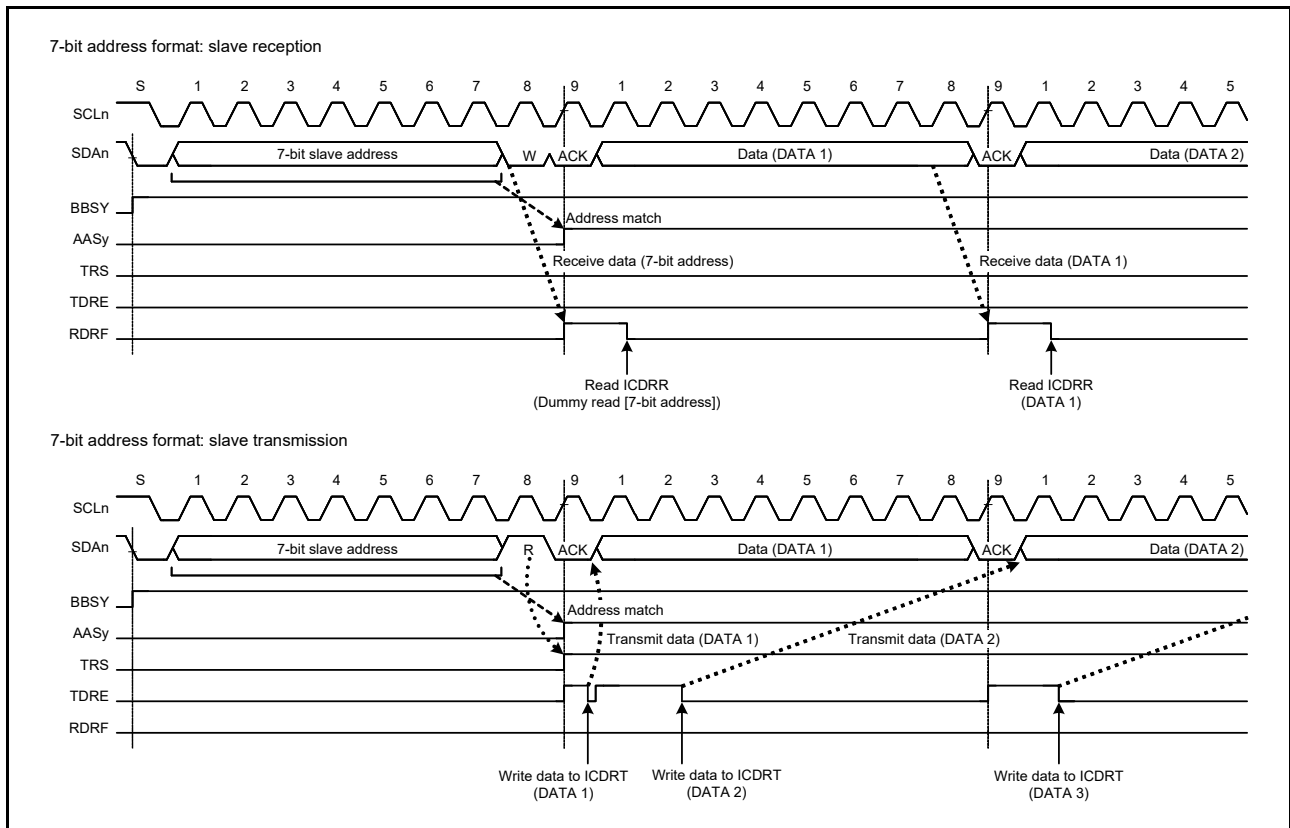 7-bit address format: slave reception
S 1 2 3 4 5 6 7 8 9 1 2 3 4 5 6 7 8 9 1 2 3 4 5
SCLn
SDAn 7-bit slave address W ACK Data (DATA 1) ACK Data (DATA 2)
BBSY
Address match
AASy
Receive data (7-bit address) Receive data (DATA 1)
TRS
TDRE
RDRF
Read ICDRR Read ICDRR
(Dummy read [7-bit address]) (DATA 1)
7-bit address format: slave transmission
S 1 2 3 4 5 6 7 8 9 1 2 3 4 5 6 7 8 9 1 2 3 4 5
SCLn
SDAn 7-bit slave address R ACK Data (DATA 1) ACK Data (DATA 2)
BBSY
Address match
AASy
Transmit data (DATA 1) Transmit data (DATA 2)
TRS
TDRE
RDRF
Write data to ICDRT Write data to ICDRT Write data to ICDRT
(DATA 1) (DATA 2) (DATA 3)